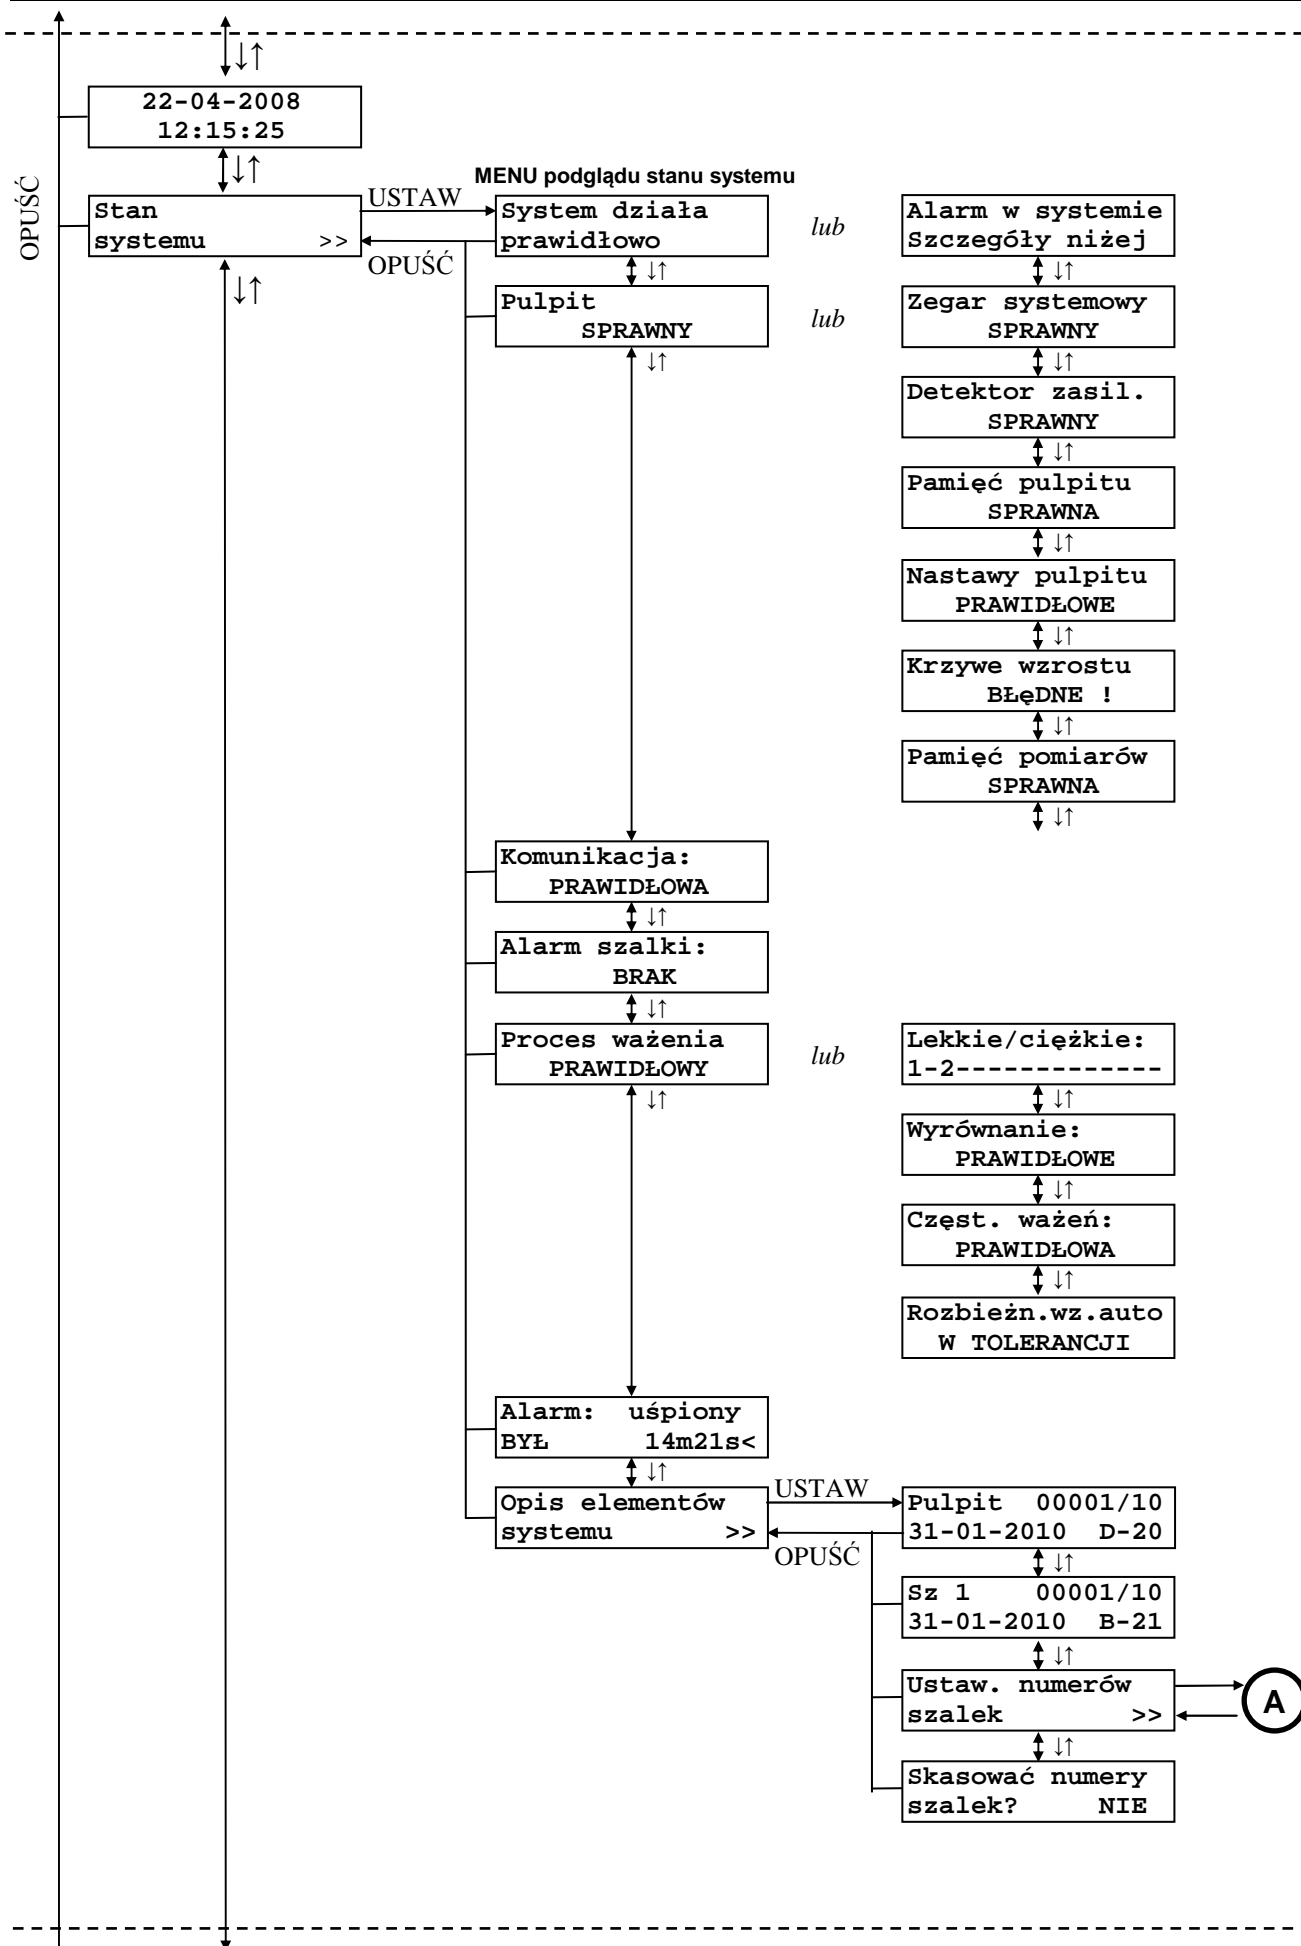 ↓↑
22-04-2008
12:15:25
↓↑
OPUŚĆ
MENU podglądu stanu systemu
Stan
systemu >>
USTAW
OPUŚĆ
↓↑
System działa
prawidłowo
lub
Alarm w systemie
Szczegóły niżej
↓↑
↓↑
Pulpit
SPRAWNY
lub
Zegar systemowy
SPRAWNY
↓↑
↓↑
Detektor zasil.
SPRAWNY
↓↑
Pamięć pulpitu
SPRAWNA
↓↑
Nastawy pulpitu
PRAWIDŁOWE
↓↑
Krzywe wzrostu
BŁęDNE !
↓↑
Pamięć pomiarów
SPRAWNA
↓↑
Komunikacja:
PRAWIDŁOWA
↓↑
Alarm szalki:
BRAK
↓↑
Proces ważenia
PRAWIDŁOWY
↓↑
lub
Lekkie/ciężkie:
1-2-------------
↓↑
Wyrównanie:
PRAWIDŁOWE
↓↑
Częst. ważeń:
PRAWIDŁOWA
↓↑
Rozbieżn.wz.auto
W TOLERANCJI
Alarm: uśpiony
BYŁ 14m21s<
↓↑
Opis elementów
systemu >>
USTAW
OPUŚĆ
Pulpit 00001/10
31-01-2010 D-20
↓↑
Sz 1 00001/10
31-01-2010 B-21
↓↑
Ustaw. numerów
szalek >>
A
↓↑
Skasować numery
szalek? NIE